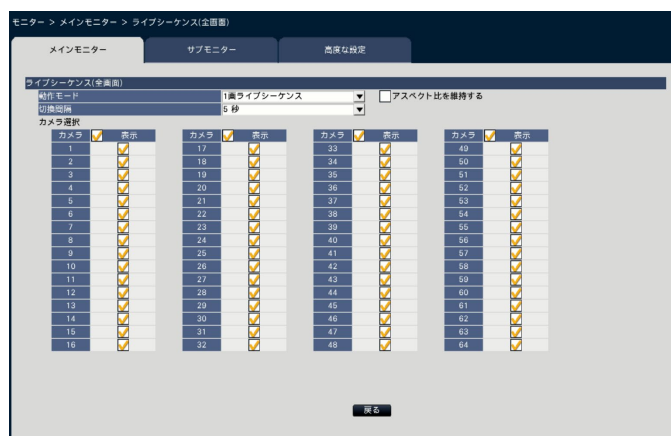 モニター > メインモニター > ライブシーケンス(全画面)
メインモニター サブモニター 高度な設定
ライブシーケンス(全画面)
動作モード 1画ライブシーケンス アスペクト比を維持する
切換間隔 5 秒
カメラ選択
カメラ 表示 カメラ 表示 カメラ 表示 カメラ 表示
1 17 33 49
2 18 34 50
3 19 35 51
4 20 36 52
5 21 37 53
6 22 38 54
7 23 39 55
8 24 40 56
9 25 41 57
10 26 42 58
11 27 43 59
12 28 44 60
13 29 45 61
14 30 46 62
15 31 47 63
16 32 48 64
戻る